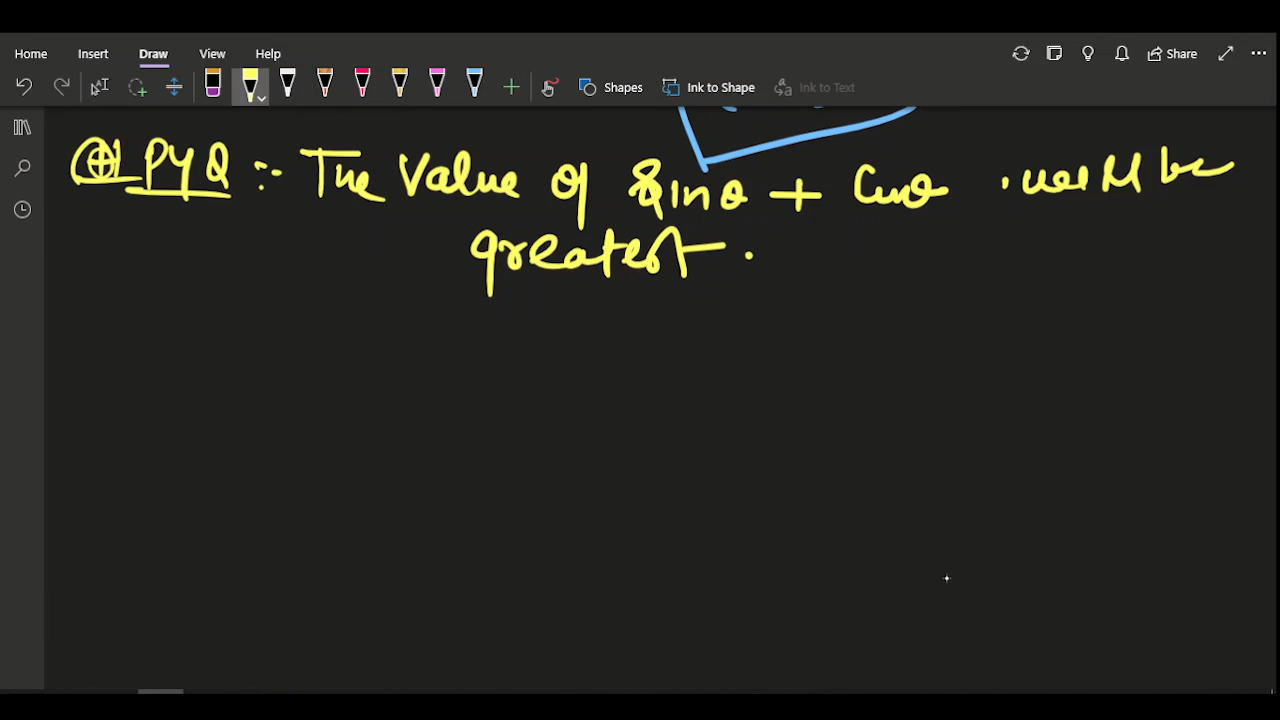 Home Insert Draw View Help Share
Shapes Ink to Shape Ink to Text
PYQ :- The Value of Sinθ + Cosθ will be
greatest.